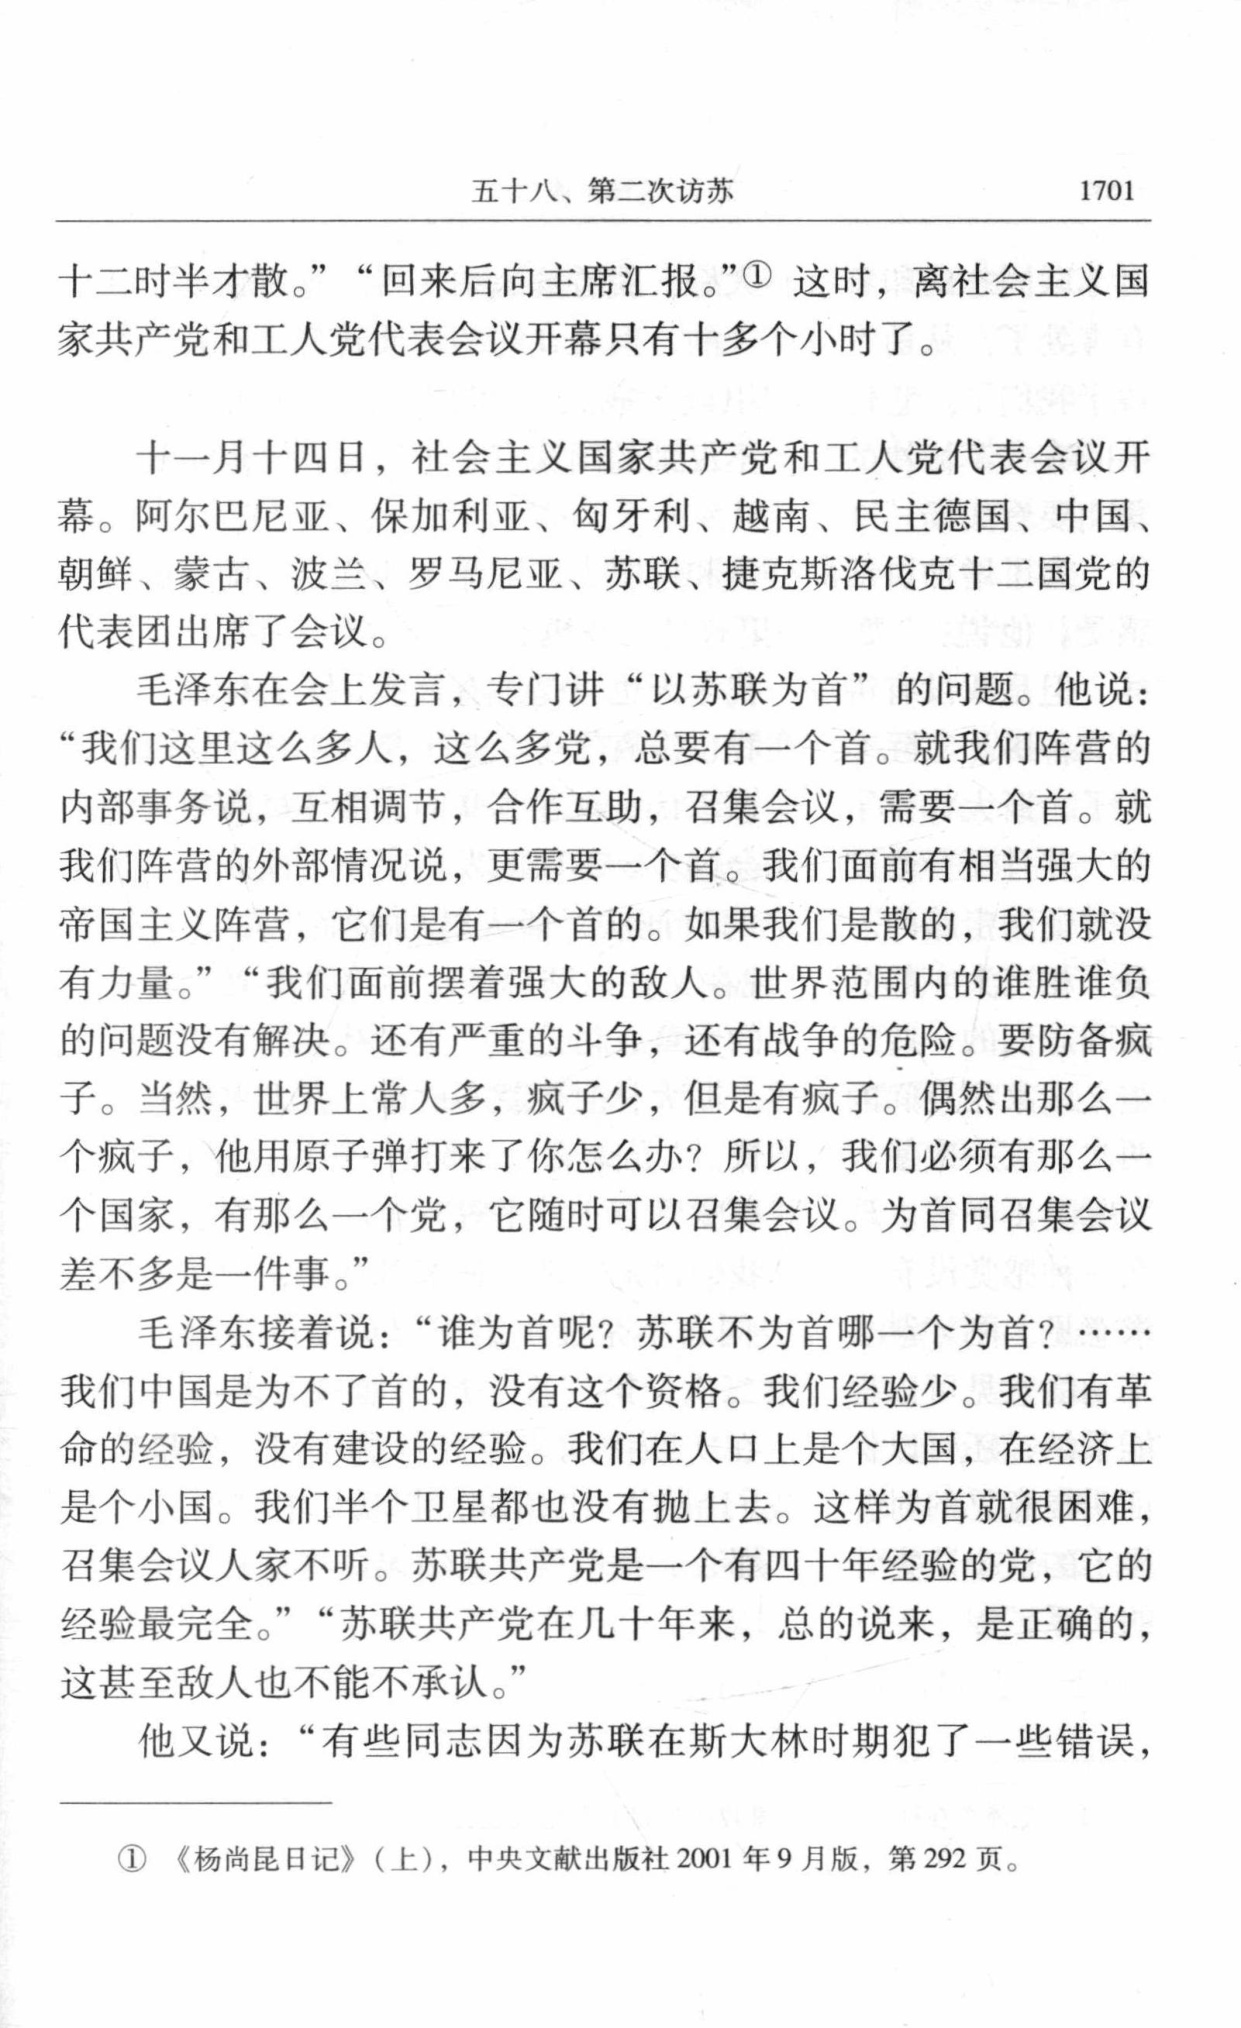 五十八、第二次访苏 1701
十二时半才散。”“回来后向主席汇报。”① 这时，离社会主义国
家共产党和工人党代表会议开幕只有十多个小时了。
十一月十四日，社会主义国家共产党和工人党代表会议开
幕。阿尔巴尼亚、保加利亚、匈牙利、越南、民主德国、中国、
朝鲜、蒙古、波兰、罗马尼亚、苏联、捷克斯洛伐克十二国党的
代表团出席了会议。
毛泽东在会上发言，专门讲“以苏联为首”的问题。他说：
“我们这里这么多人，这么多党，总要有一个首。就我们阵营的
内部事务说，互相调节，合作互助，召集会议，需要一个首。就
我们阵营的外部情况说，更需要一个首。我们面前有相当强大的
帝国主义阵营，它们是有一个首的。如果我们是散的，我们就没
有力量。”“我们面前摆着强大的敌人。世界范围内的谁胜谁负
的问题没有解决。还有严重的斗争，还有战争的危险。要防备疯
子。当然，世界上常人多，疯子少，但是有疯子。偶然出那么一
个疯子，他用原子弹打来了你怎么办？所以，我们必须有那么一
个国家，有那么一个党，它随时可以召集会议。为首同召集会议
差不多是一件事。”
毛泽东接着说：“谁为首呢？苏联不为首哪一个为首？……
我们中国是为不了首的，没有这个资格。我们经验少。我们有革
命的经验，没有建设的经验。我们在人口上是个大国，在经济上
是个小国。我们半个卫星都也没有抛上去。这样为首就很困难，
召集会议人家不听。苏联共产党是一个有四十年经验的党，它的
经验最完全。”“苏联共产党在几十年来，总的说来，是正确的，
这甚至敌人也不能不承认。”
他又说：“有些同志因为苏联在斯大林时期犯了一些错误，
① 《杨尚昆日记》（上），中央文献出版社 2001 年 9 月版，第 292 页。